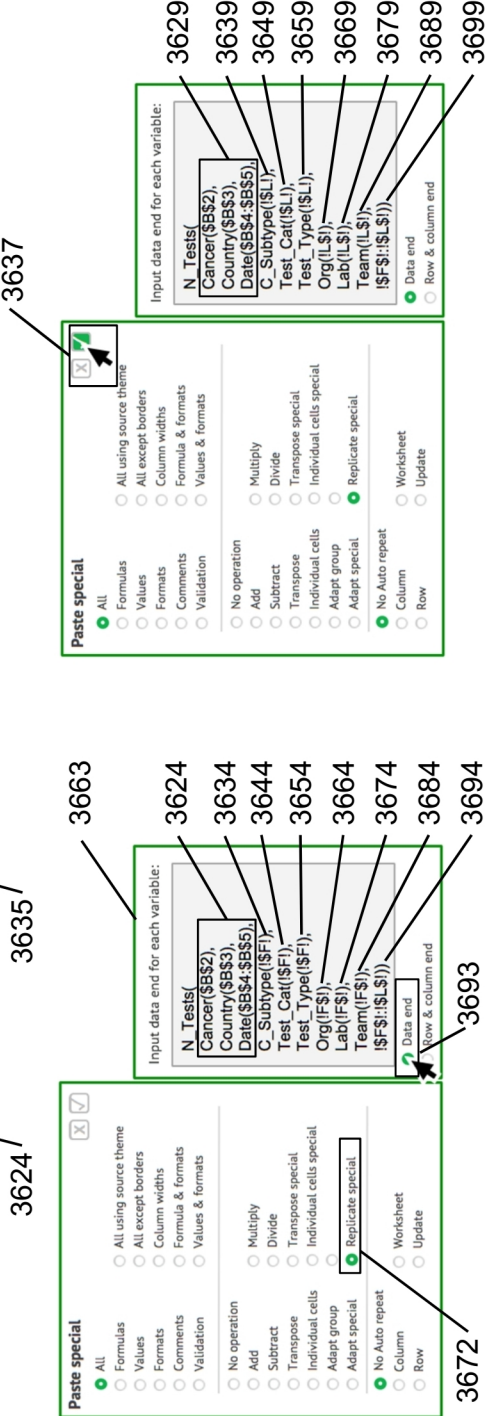 3624
3635
Paste special
X ✓
All
Formulas
Values
Formats
Comments
Validation
All using source theme
All except borders
Column widths
Formula & formats
Values & formats
No operation
Add
Subtract
Transpose
Individual cells
Adapt group
Adapt special
Multiply
Divide
Transpose special
Individual cells special
Replicate special
No Auto repeat
Column
Row
Worksheet
Update
3672
Input data end for each variable:
N_Tests(
Cancer($B$2),
Country($B$3),
Date($B$4:$B$5),
C_Subtype(!$F!),
Test_Cat(!$F!),
Test_Type(!$F!),
Org(!F$!),
Lab(!F$!),
Team(!F$!),
!$F$!:!$L$!))
Data end
Row & column end
3693
3663
3624
3634
3644
3654
3664
3674
3684
3694
3637
Paste special
X ✓
All
Formulas
Values
Formats
Comments
Validation
All using source theme
All except borders
Column widths
Formula & formats
Values & formats
No operation
Add
Subtract
Transpose
Individual cells
Adapt group
Adapt special
Multiply
Divide
Transpose special
Individual cells special
Replicate special
No Auto repeat
Column
Row
Worksheet
Update
Input data end for each variable:
N_Tests(
Cancer($B$2),
Country($B$3),
Date($B$4:$B$5),
C_Subtype(!$L!),
Test_Cat(!$L!),
Test_Type(!$L!),
Org(!L$!),
Lab(!L$!),
Team(!L$!),
!$F$!:!$L$!))
Data end
Row & column end
3629
3639
3649
3659
3669
3679
3689
3699